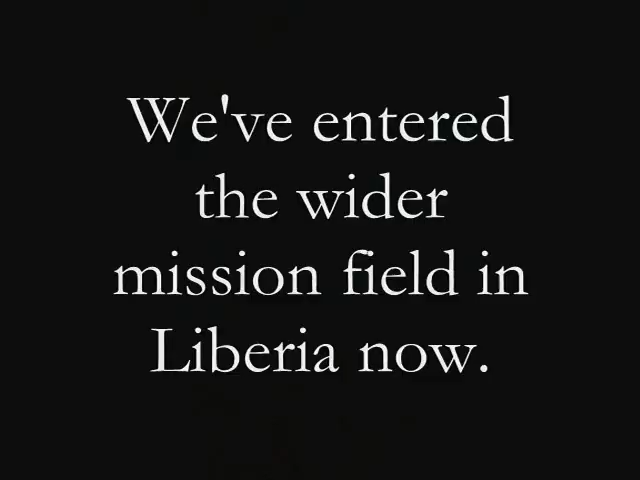 We've entered
the wider
mission field in
Liberia now.